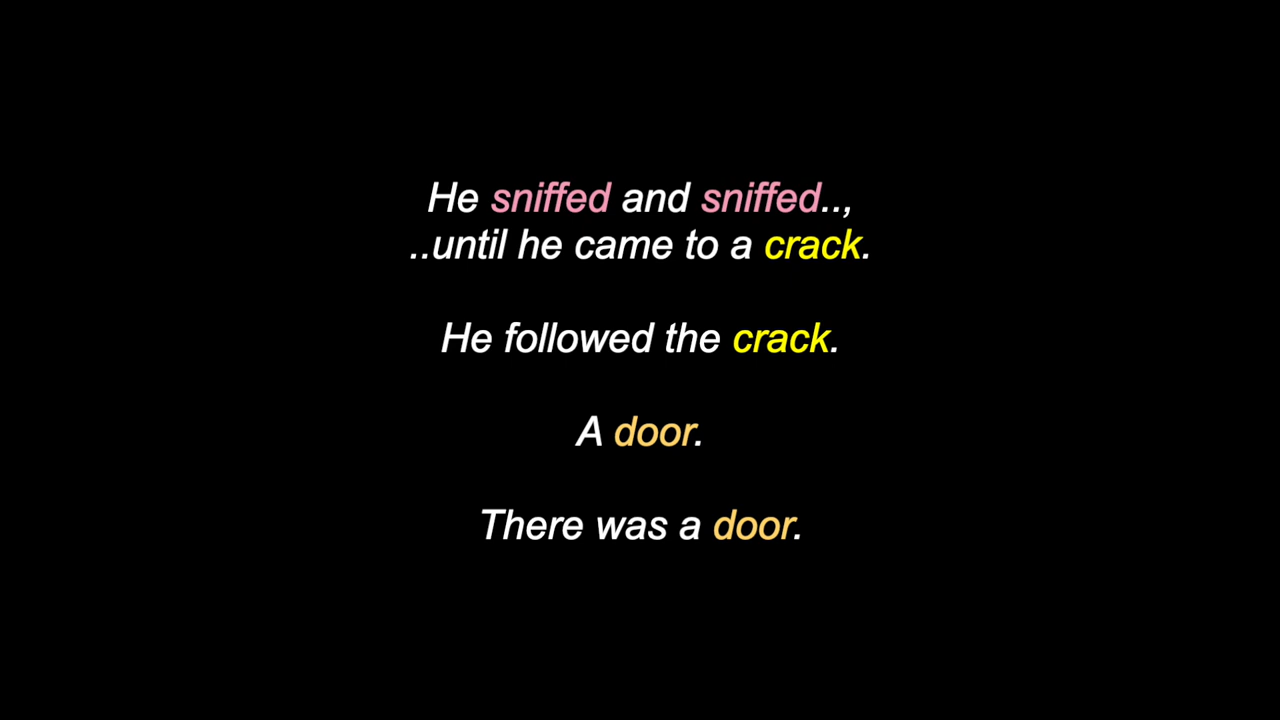 He sniffed and sniffed..,
..until he came to a crack.
He followed the crack.
A door.
There was a door.